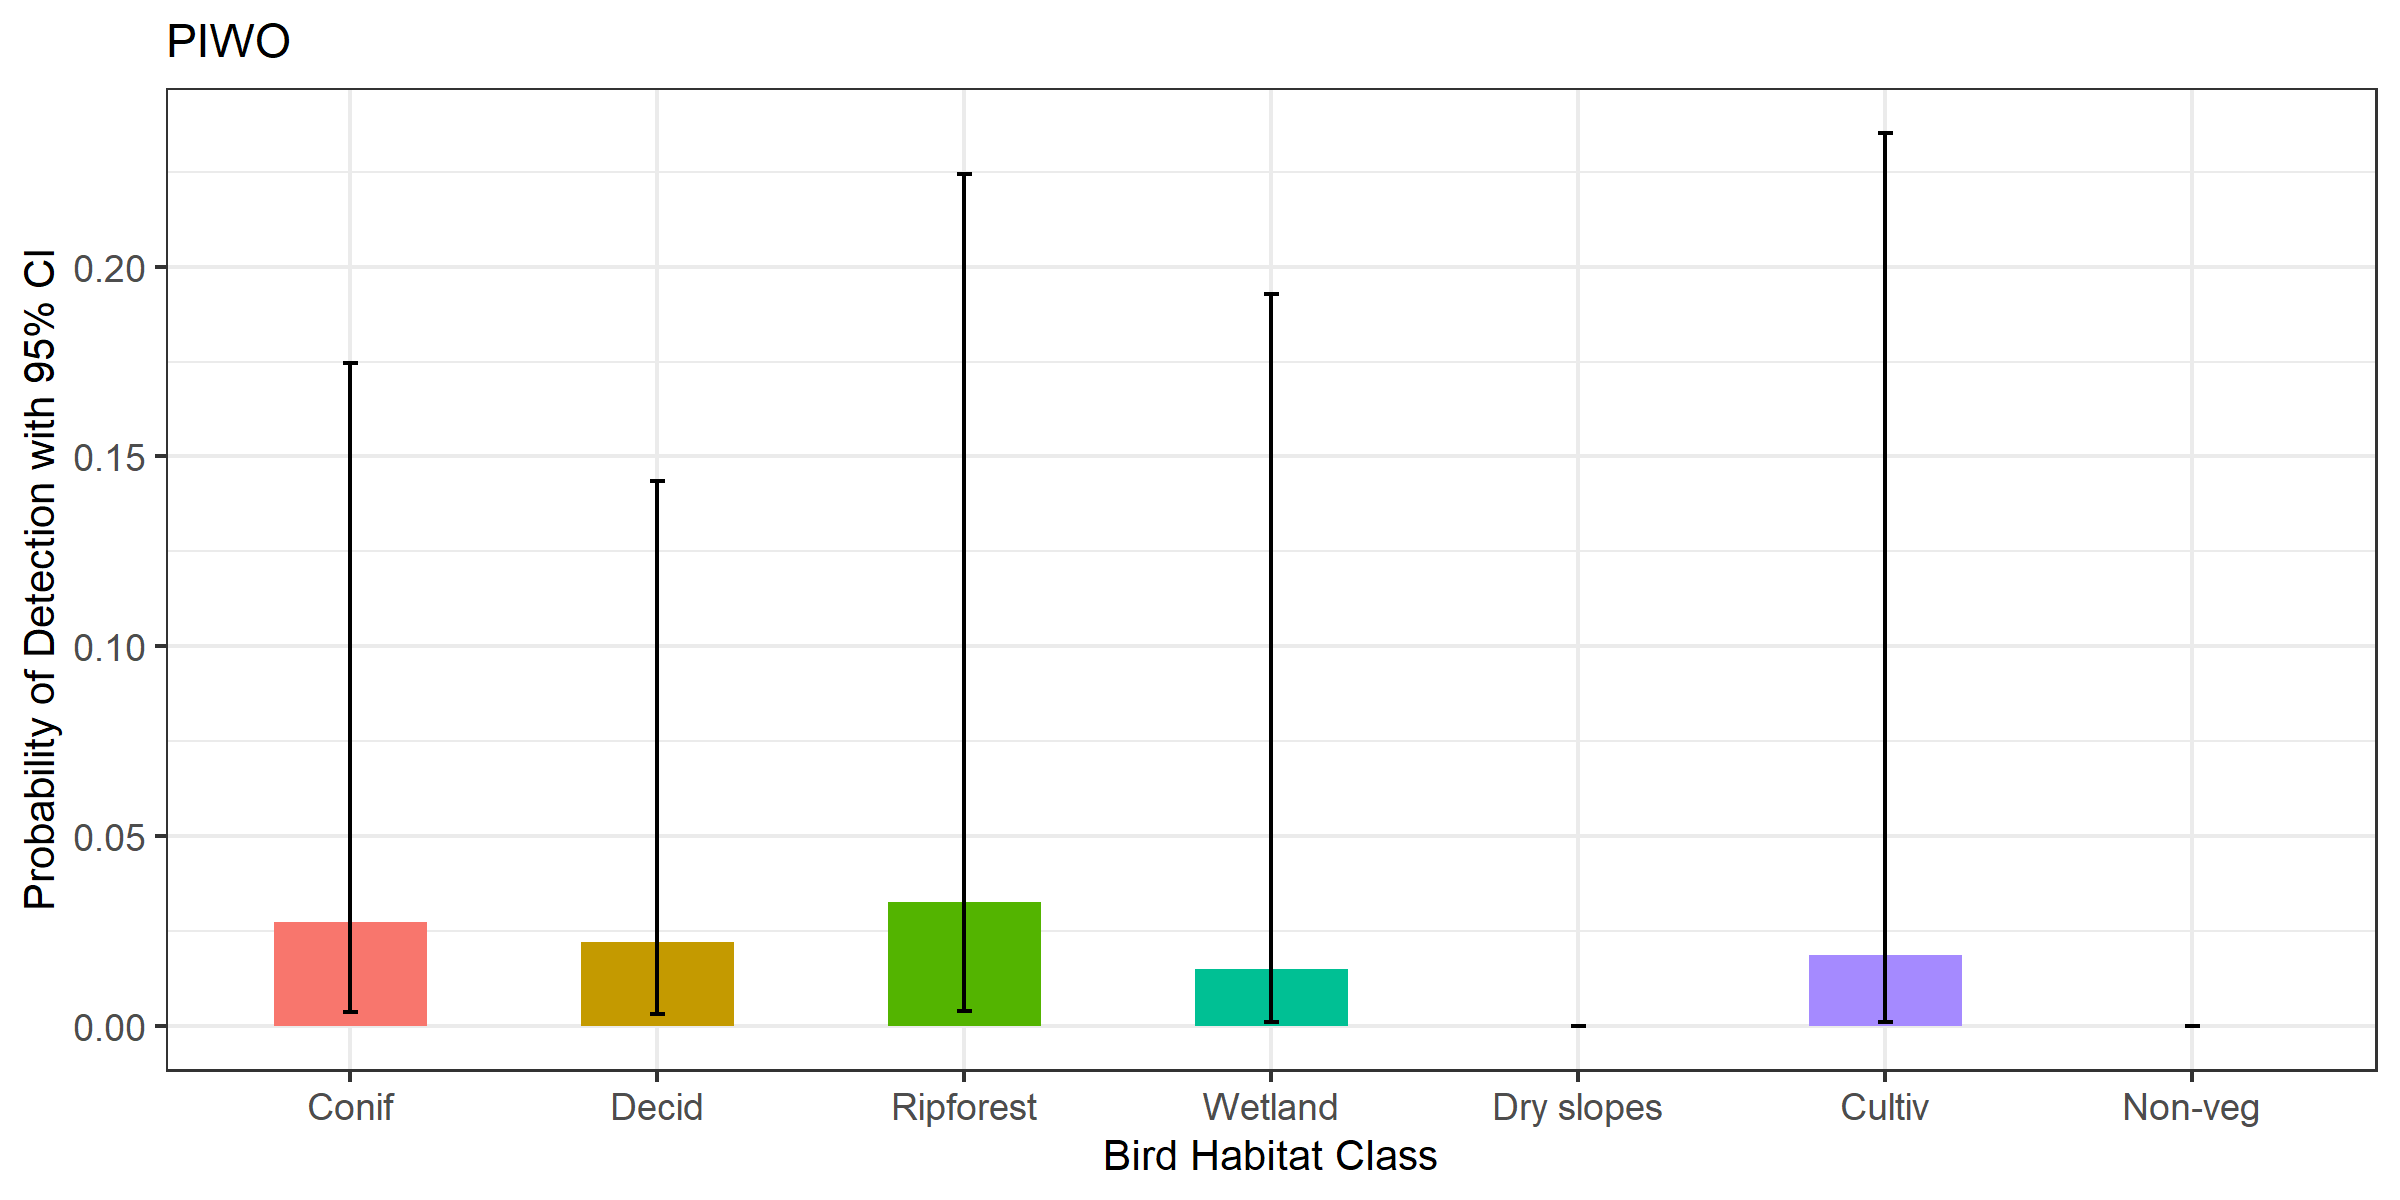 PIWO
Probability of Detection with 95% CI
0.20
0.15
0.10
0.05
0.00
Conif Decid Ripforest Wetland Dry slopes Cultiv Non-veg
Bird Habitat Class